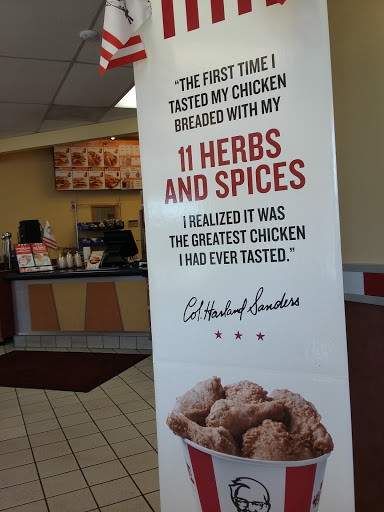 “THE FIRST TIME I
TASTED MY CHICKEN
BREADED WITH MY
11 HERBS
AND SPICES
I REALIZED IT WAS
THE GREATEST CHICKEN
I HAD EVER TASTED.”
Col. Harland Sanders